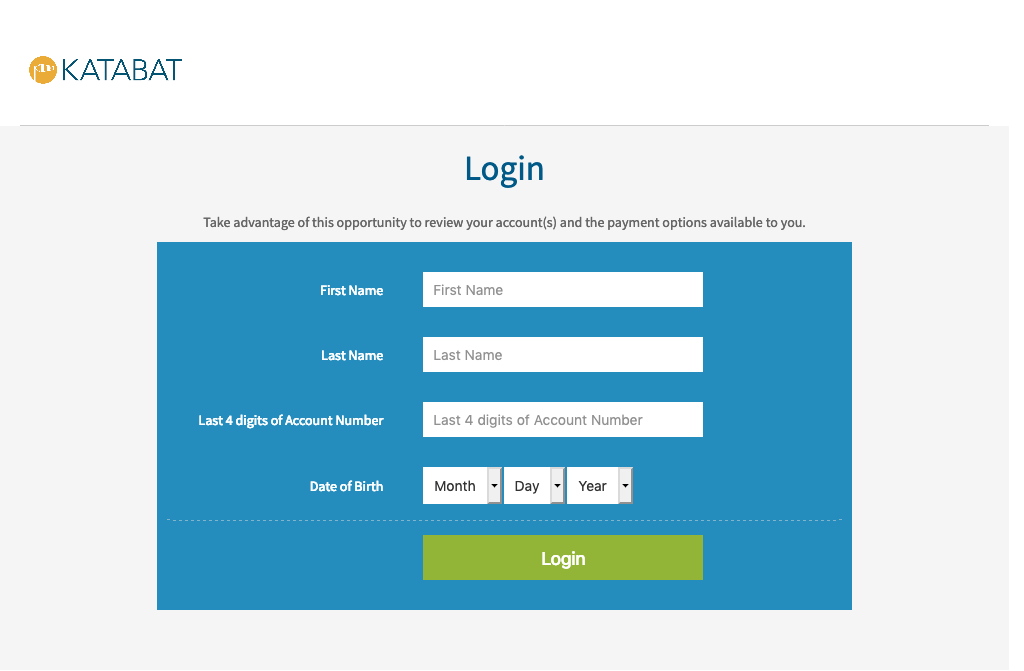 KATABAT
Login
Take advantage of this opportunity to review your account(s) and the payment options available to you.
First Name First Name
Last Name Last Name
Last 4 digits of Account Number Last 4 digits of Account Number
Date of Birth Month Day Year
Login